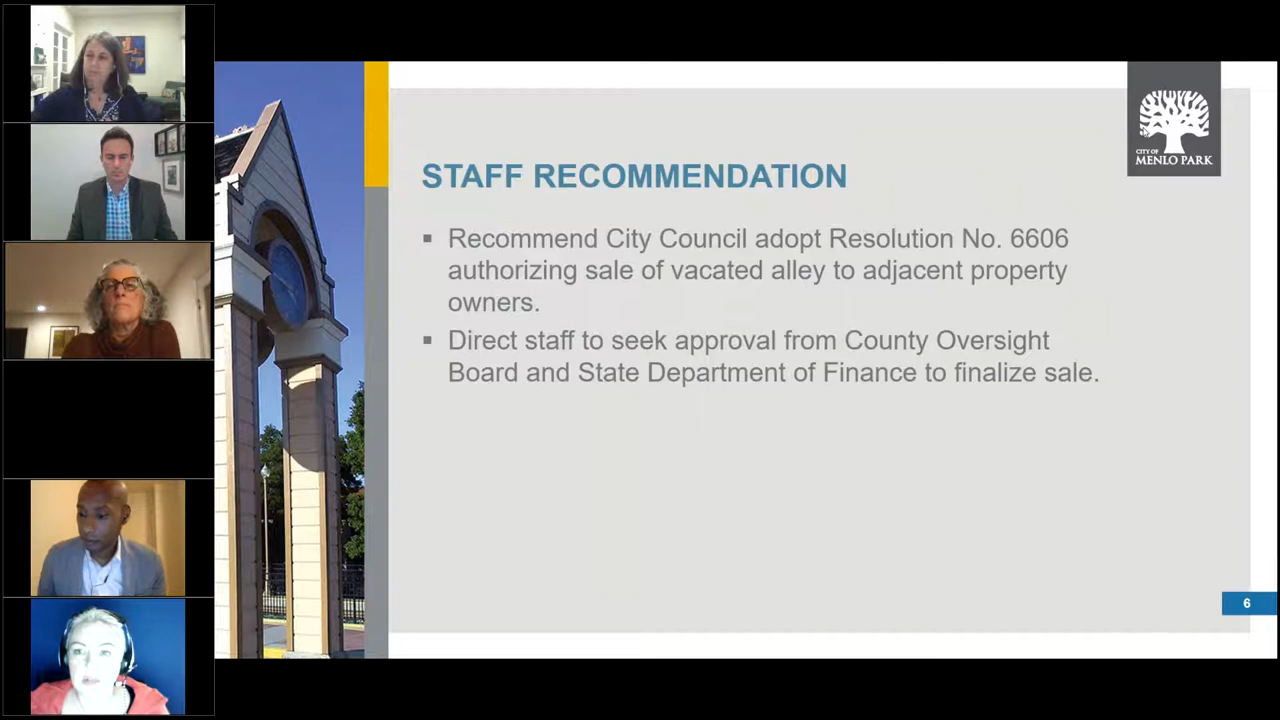 CITY OF
MENLO PARK
STAFF RECOMMENDATION
▪ Recommend City Council adopt Resolution No. 6606
authorizing sale of vacated alley to adjacent property
owners.
▪ Direct staff to seek approval from County Oversight
Board and State Department of Finance to finalize sale.
6